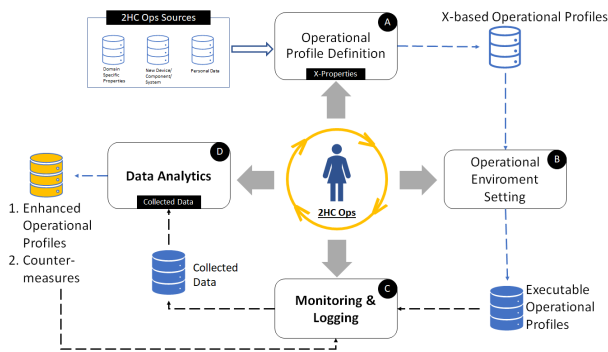 2HC Ops Sources
Domain
Specific
Properties
New Device/
Component/
System
Personal Data
A
Operational
Profile Definition
X-Properties
X-based Operational Profiles
B
Operational
Enviroment
Setting
D
Data Analytics
Collected Data
2HC Ops
1. Enhanced
Operational
Profiles
2. Counter-
measures
Collected
Data
C
Monitoring &
Logging
Executable
Operational
Profiles